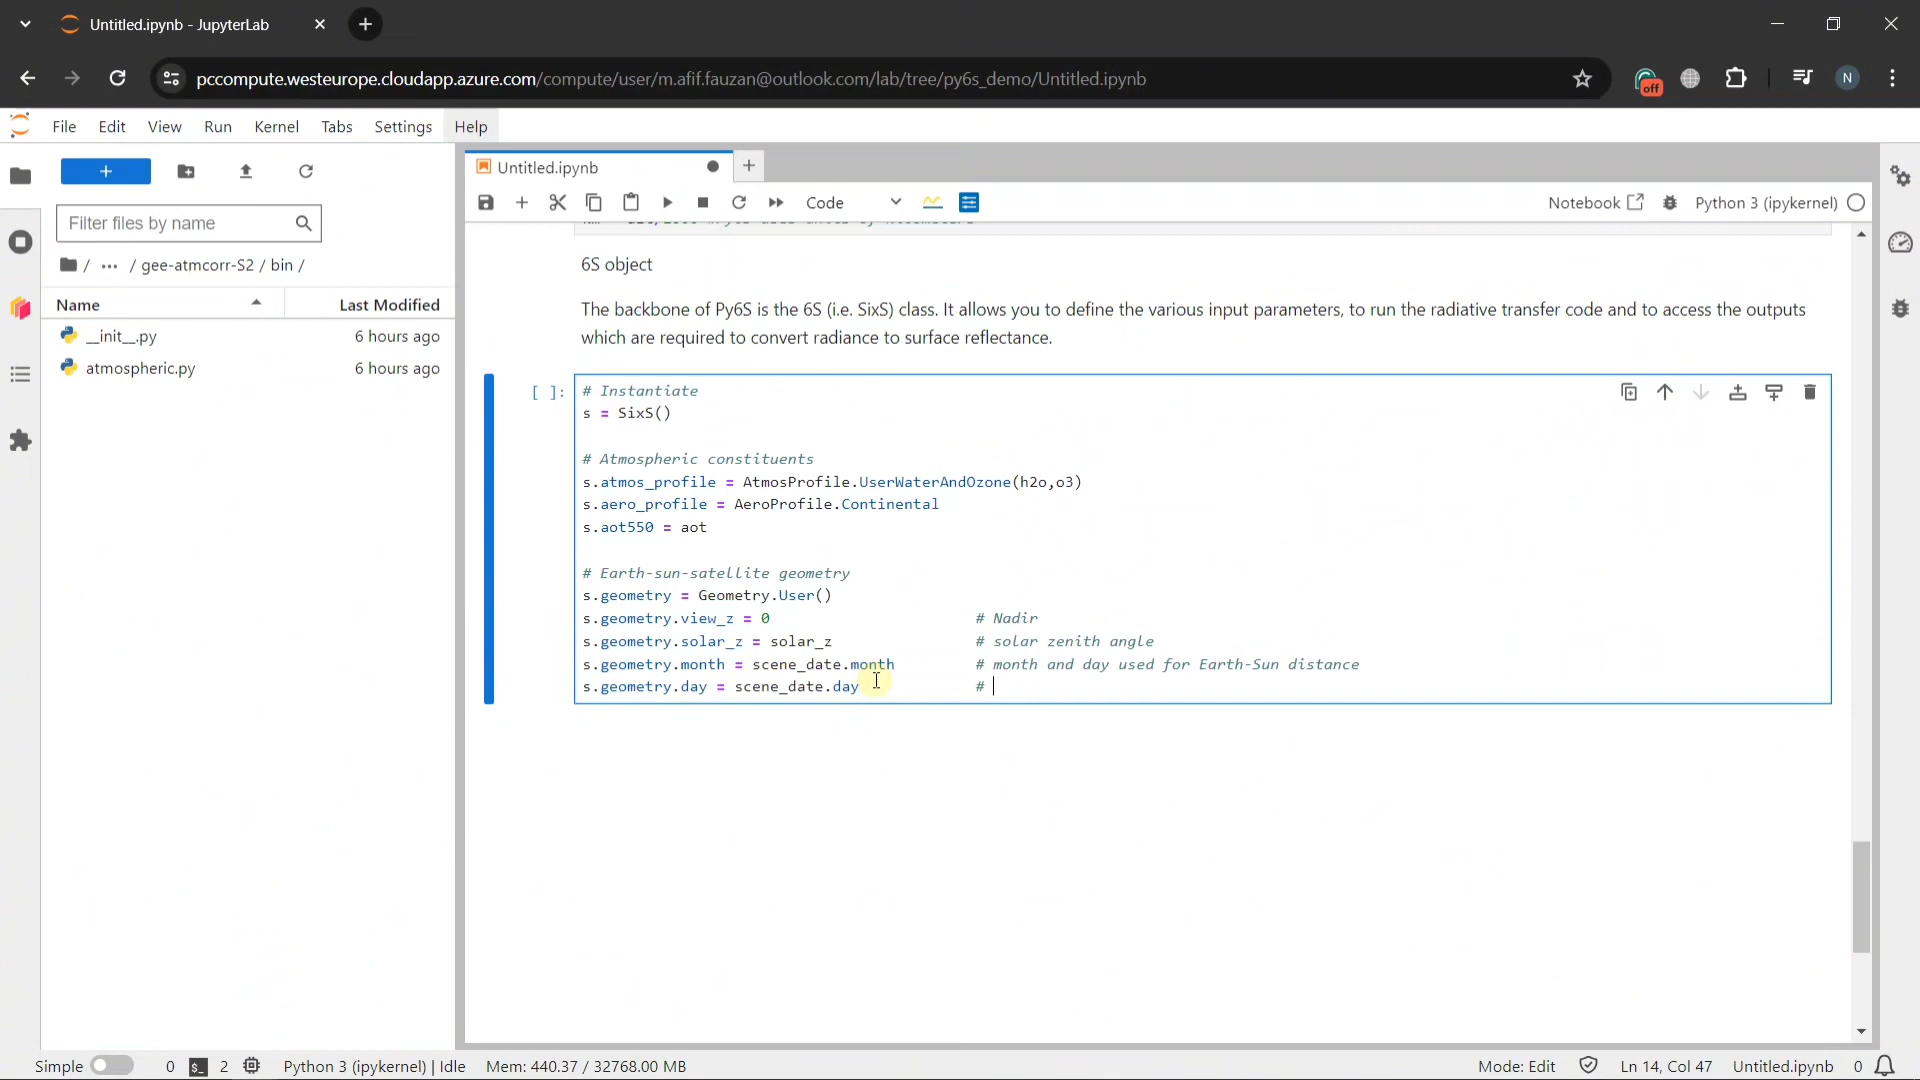 Untitled.ipynb - JupyterLab
pccompute.westeurope.cloudapp.azure.com/compute/user/m.afif.fauzan@outlook.com/lab/tree/py6s_demo/Untitled.ipynb
off
N
File Edit View Run Kernel Tabs Settings Help
Untitled.ipynb
Code
Notebook
Python 3 (ipykernel)
Filter files by name
/ ... / gee-atmcorr-S2 / bin /
Name Last Modified
__init__.py 6 hours ago
atmospheric.py 6 hours ago
6S object
The backbone of Py6S is the 6S (i.e. SixS) class. It allows you to define the various input parameters, to run the radiative transfer code and to access the outputs
which are required to convert radiance to surface reflectance.
[ ]: # Instantiate
s = SixS()
# Atmospheric constituents
s.atmos_profile = AtmosProfile.UserWaterAndOzone(h2o,o3)
s.aero_profile = AeroProfile.Continental
s.aot550 = aot
# Earth-sun-satellite geometry
s.geometry = Geometry.User()
s.geometry.view_z = 0 # Nadir
s.geometry.solar_z = solar_z # solar zenith angle
s.geometry.month = scene_date.month # month and day used for Earth-Sun distance
s.geometry.day = scene_date.day #
Simple 0 $_ 2 Python 3 (ipykernel) | Idle Mem: 440.37 / 32768.00 MB Mode: Edit Ln 14, Col 47 Untitled.ipynb 0